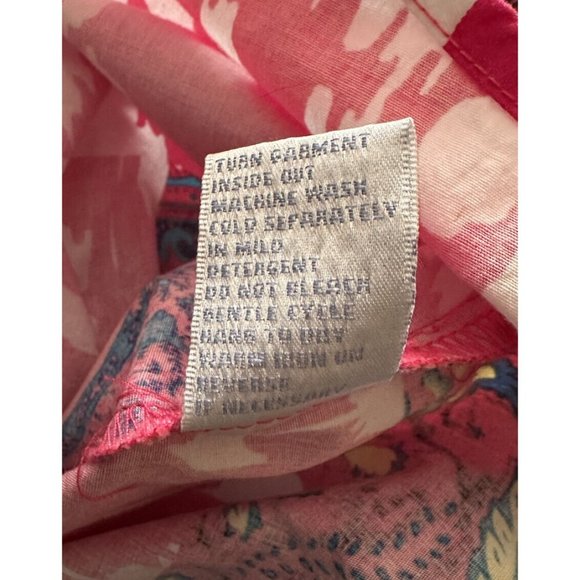 TURN GARMENT
INSIDE OUT
MACHINE WASH
COLD SEPARATELY
IN MILD
DETERGENT
DO NOT BLEACH
GENTLE CYCLE
HANG TO DRY
WARM IRON ON
REVERSE
IF NECESSARY